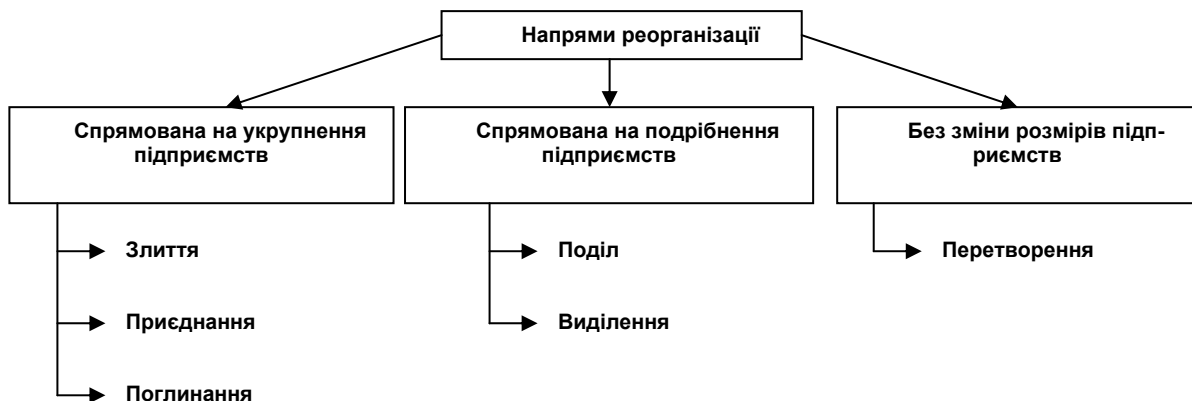 Напрями реорганізації
Спрямована на укрупнення
підприємств
Спрямована на подрібнення
підприємств
Без зміни розмірів підп-
риємств
Злиття
Поділ
Перетворення
Приєднання
Виділення
Поглинання